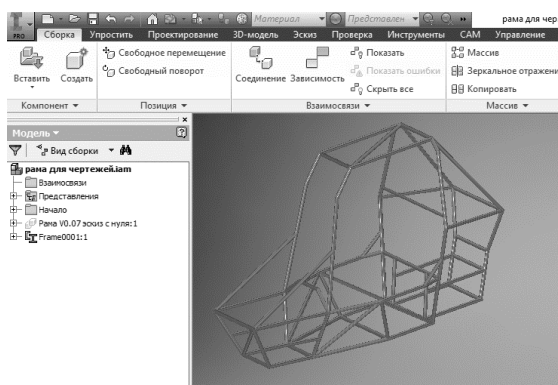 PRO
Материал
Представлен
рама для чер
Сборка Упростить Проектирование 3D-модель Эскиз Проверка Инструменты САМ Управление
Вставить
Создать
Свободное перемещение
Свободный поворот
Соединение
Зависимость
Показать
Показать ошибки
Скрыть все
Массив
Зеркальное отражени
Копировать
Компонент
Позиция
Взаимосвязи
Массив
Модель
Вид сборки
рама для чертежей.iam
Взаимосвязи
Представления
Начало
Рама V0.07 эскиз с нуля:1
Frame0001:1